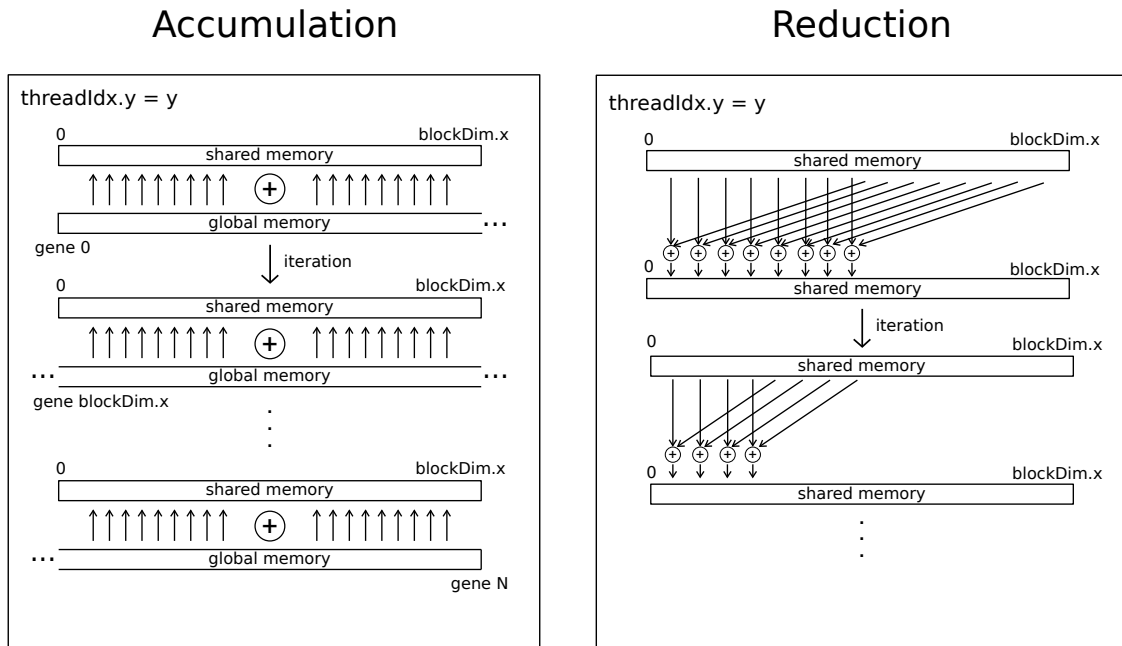 Accumulation
threadIdx.y = y
0 blockDim.x
shared memory
+
global memory ...
gene 0
iteration
0 blockDim.x
shared memory
+
... global memory ...
gene blockDim.x
.
.
.
0 blockDim.x
shared memory
+
... global memory
gene N
Reduction
threadIdx.y = y
0 blockDim.x
shared memory
+ + + + + + + +
0 blockDim.x
shared memory
iteration
0 blockDim.x
shared memory
+ + + +
0 blockDim.x
shared memory
.
.
.